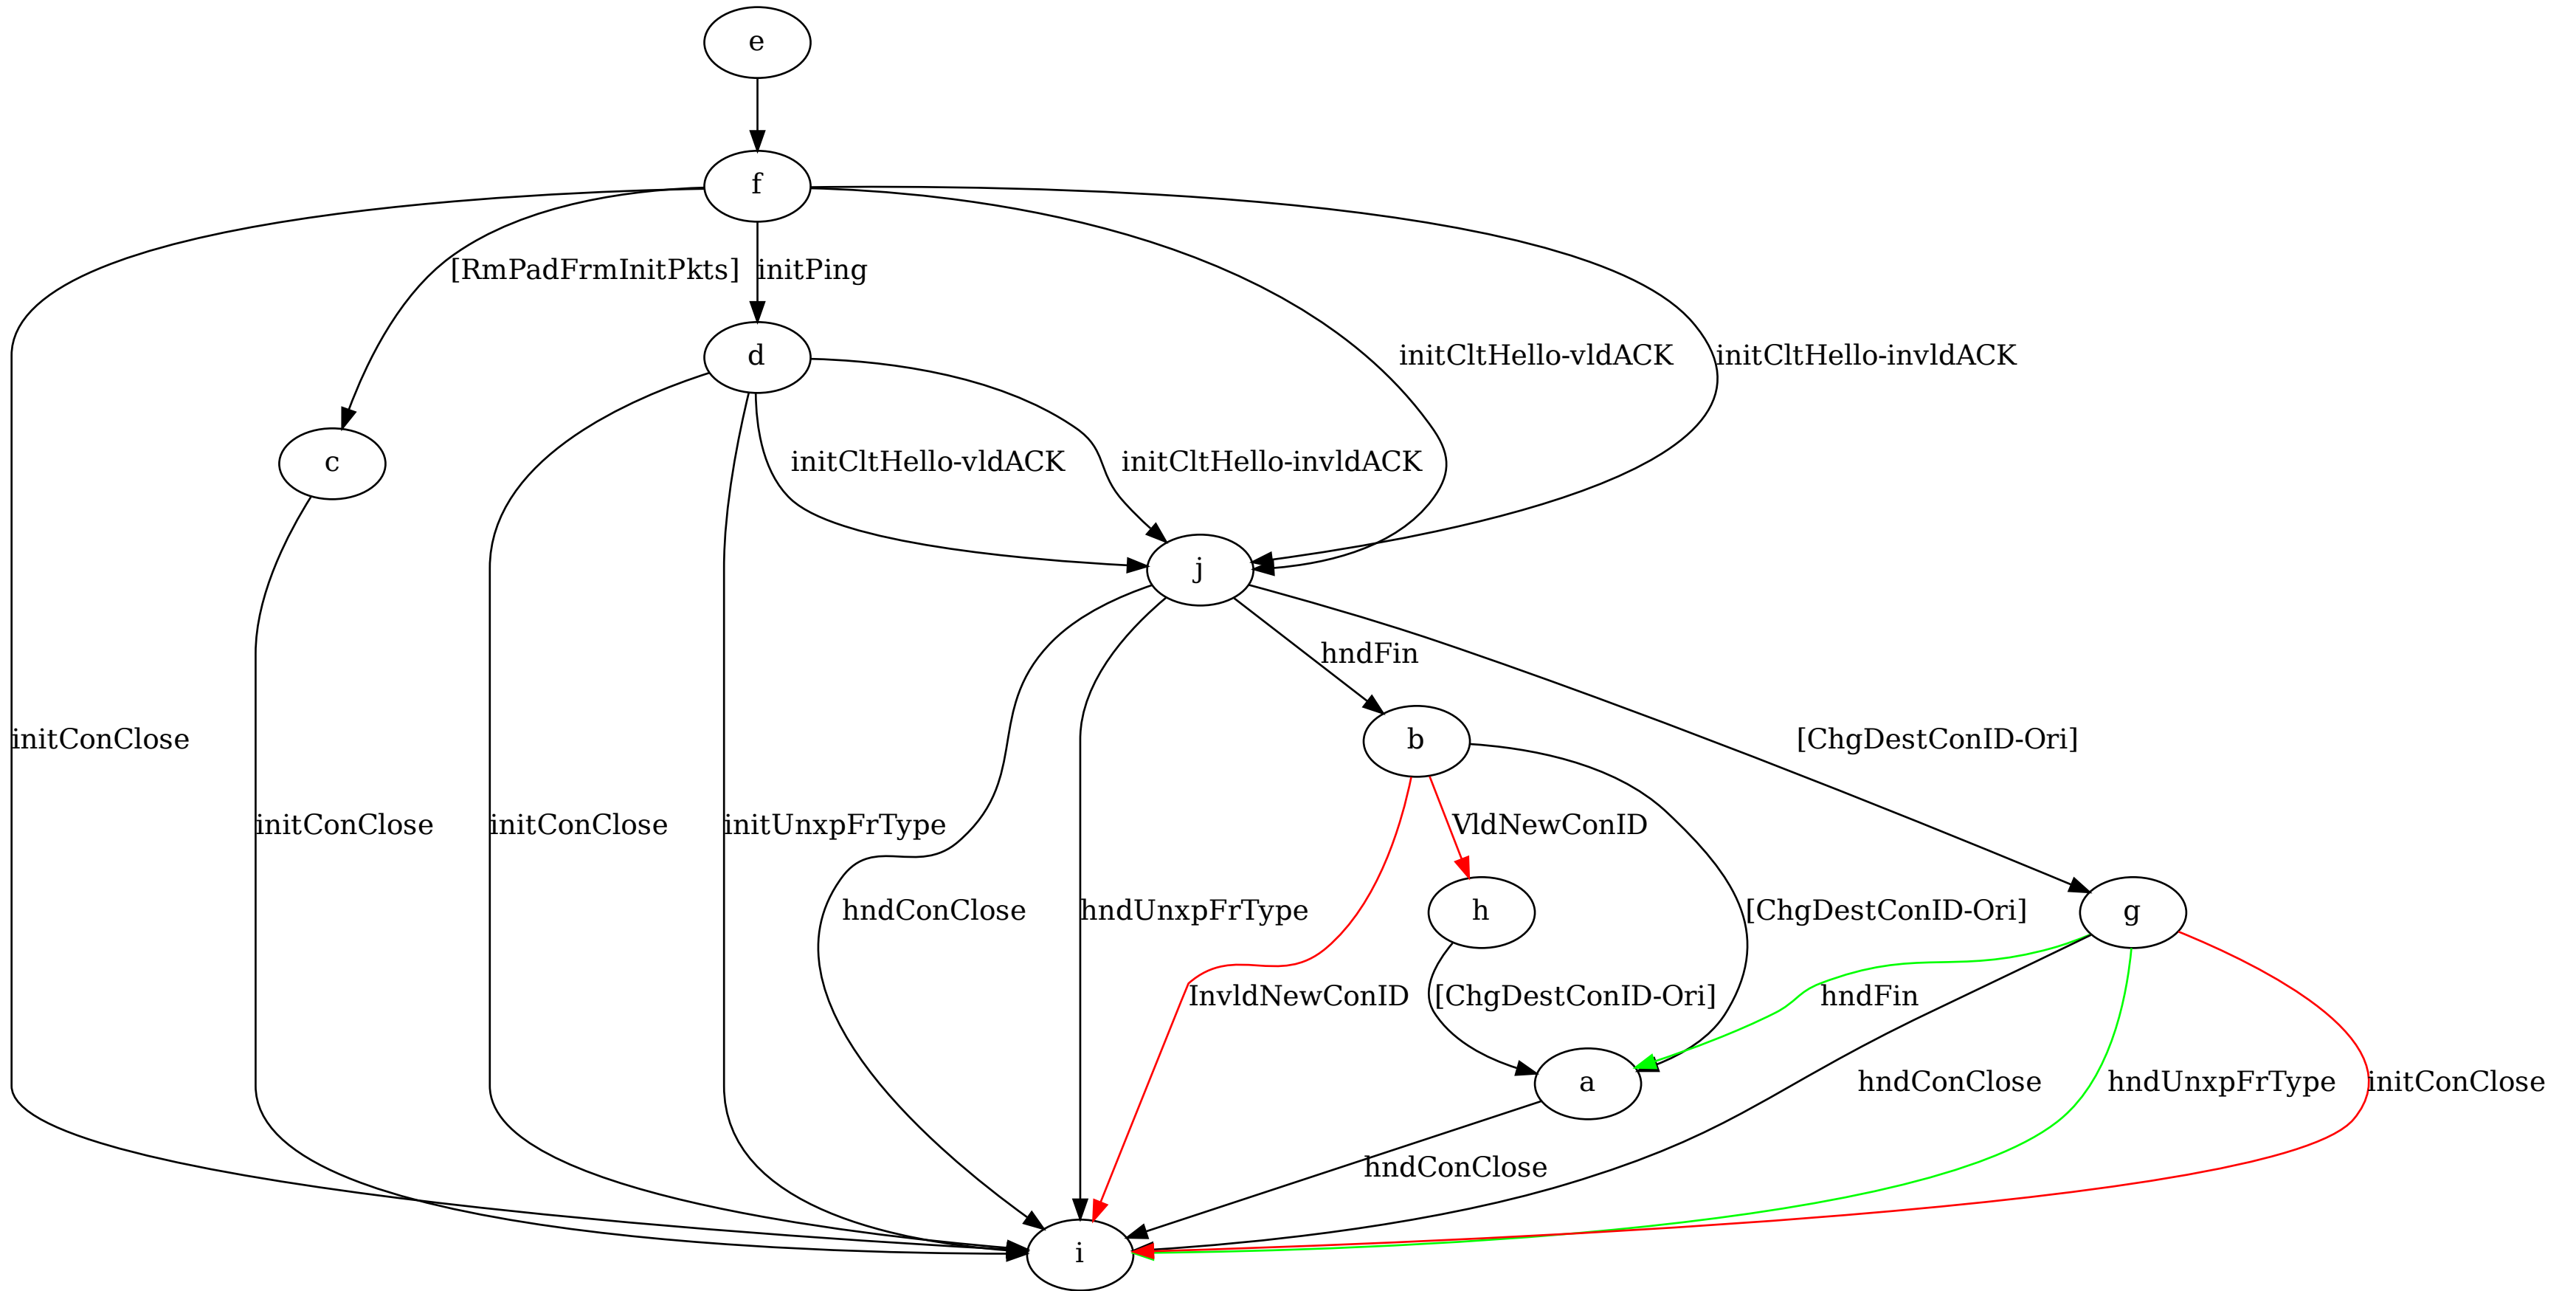 e
f
[RmPadFrmInitPkts]
initPing
d
initCltHello-vldACK
initCltHello-invldACK
c
initCltHello-vldACK
initCltHello-invldACK
j
hndFin
initConClose
b
[ChgDestConID-Ori]
initConClose
initConClose
initUnxpFrType
VldNewConID
hndConClose
hndUnxpFrType
h
[ChgDestConID-Ori]
g
InvldNewConID
[ChgDestConID-Ori]
hndFin
a
hndConClose
hndUnxpFrType
initConClose
hndConClose
i